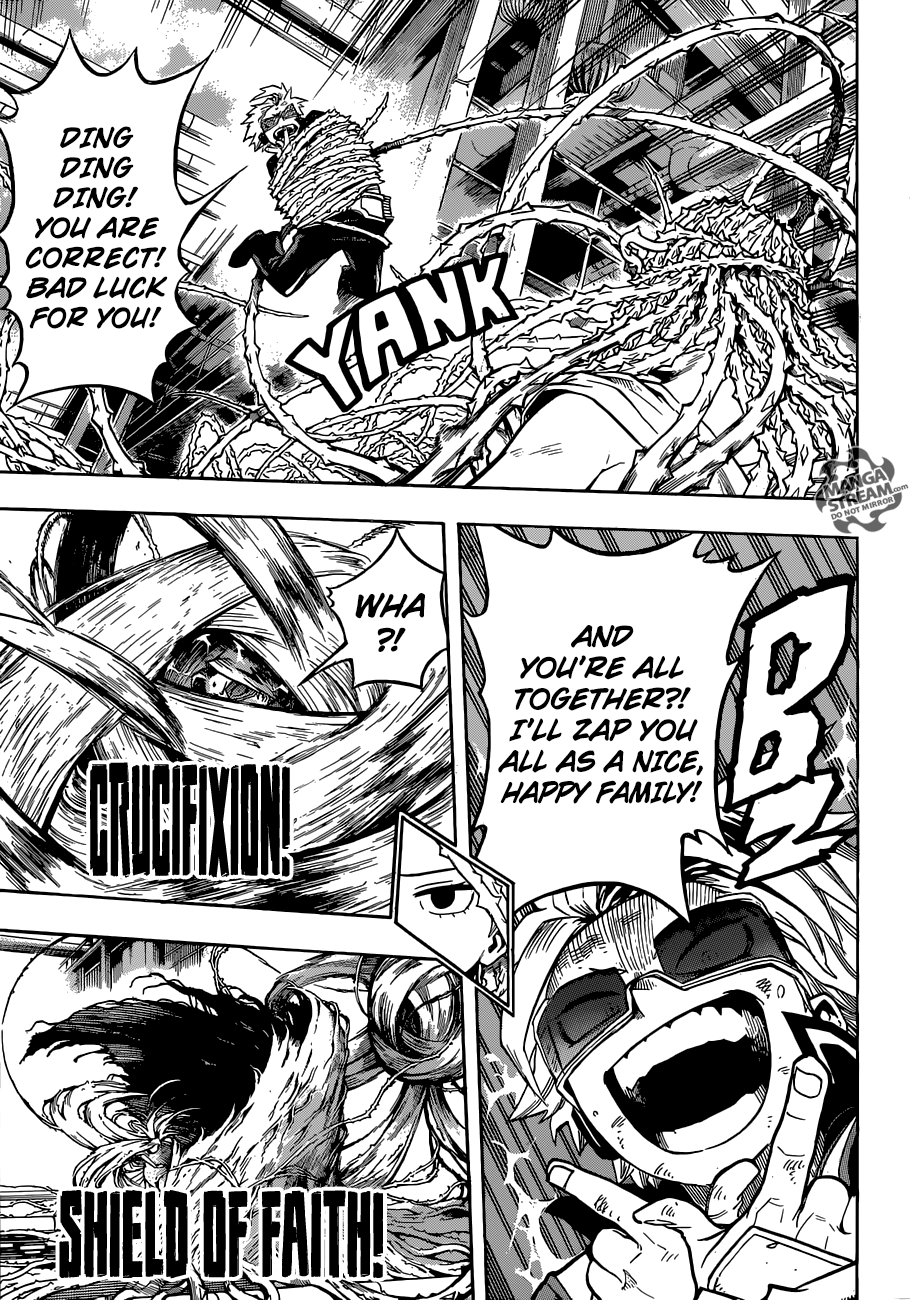 DING
DING
DING!
YOU ARE
CORRECT!
BAD LUCK
FOR YOU!
YANK
MANGA
STREAM.com
DO NOT MIRROR
AND
YOU'RE ALL
TOGETHER?!
I'LL ZAP YOU
ALL AS A NICE,
HAPPY FAMILY!
BZ
WHA
?!
CRUCIFIXION!
SHIELD OF FAITH!